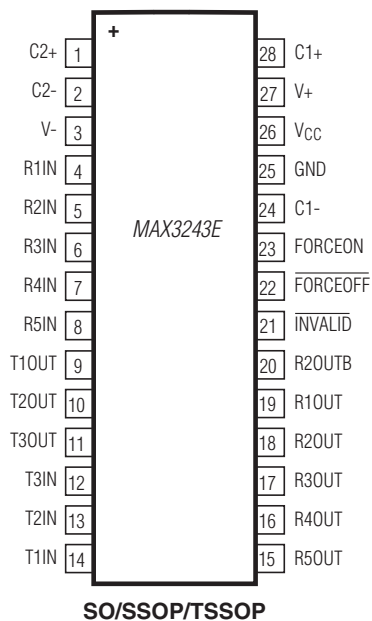 +
C2+ 1 28 C1+
C2- 2 27 V+
V- 3 26 VCC
R1IN 4 25 GND
R2IN 5 24 C1-
MAX3243E
R3IN 6 23 FORCEON
R4IN 7 22 FORCEOFF
R5IN 8 21 INVALID
T1OUT 9 20 R2OUTB
T2OUT 10 19 R1OUT
T3OUT 11 18 R2OUT
T3IN 12 17 R3OUT
T2IN 13 16 R4OUT
T1IN 14 15 R5OUT
SO/SSOP/TSSOP